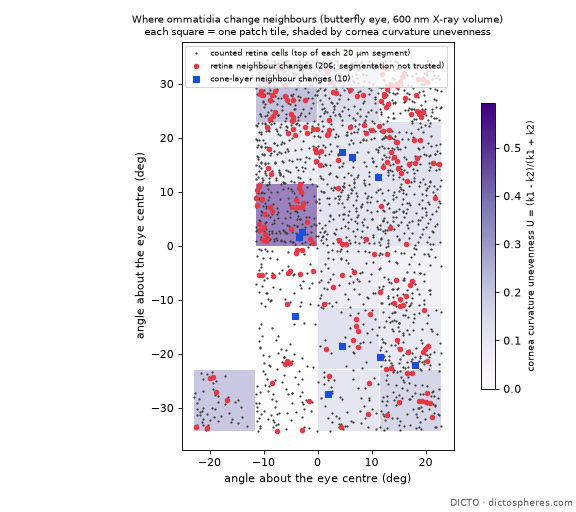 Where ommatidia change neighbours (butterfly eye, 600 nm X-ray volume)
each square = one patch tile, shaded by cornea curvature unevenness
counted retina cells (top of each 20 μm segment)
retina neighbour changes (206; segmentation not trusted)
cone-layer neighbour changes (10)
30
20
10
0
−10
−20
−30
angle about the eye centre (deg)
−20 −10 0 10 20
angle about the eye centre (deg)
0.5
0.4
0.3
0.2
0.1
0.0
cornea curvature unevenness U = (k1 - k2)/(k1 + k2)
DICTO · dictospheres.com